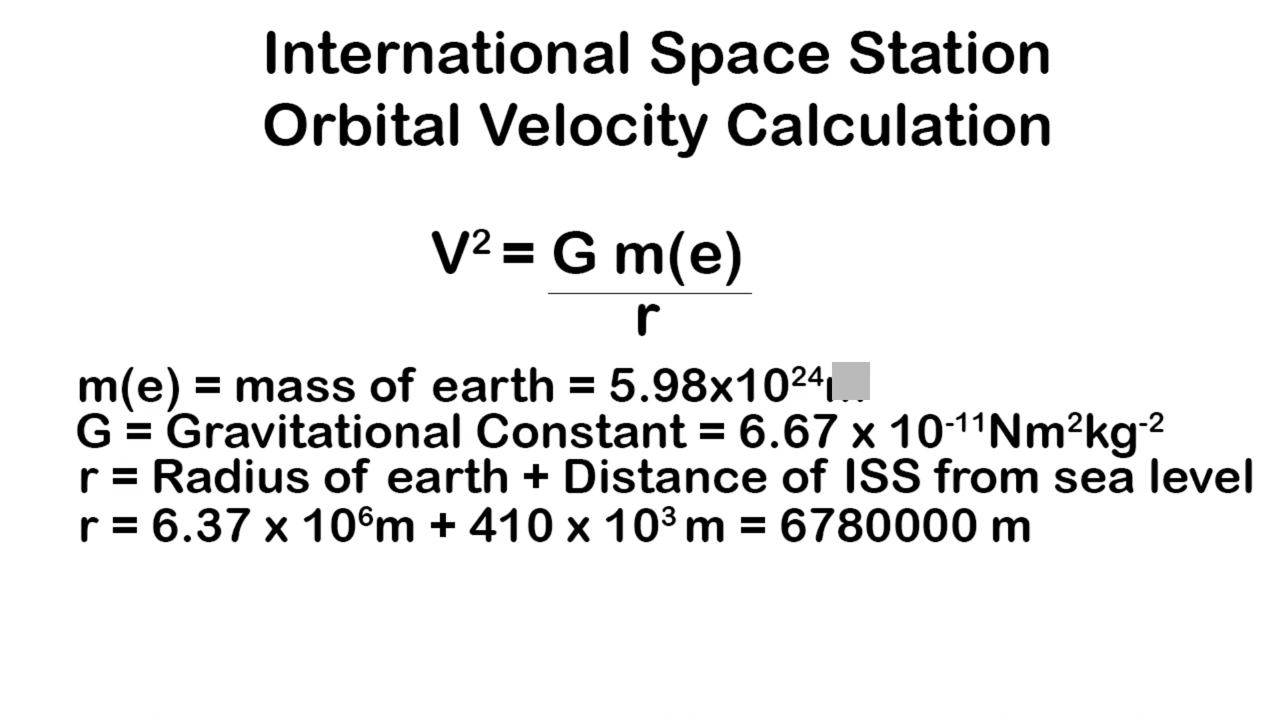 International Space Station
Orbital Velocity Calculation
V² = G m(e)
r
m(e) = mass of earth = 5.98x10²⁴
G = Gravitational Constant = 6.67 x 10⁻¹¹Nm²kg⁻²
r = Radius of earth + Distance of ISS from sea level
r = 6.37 x 10⁶m + 410 x 10³ m = 6780000 m